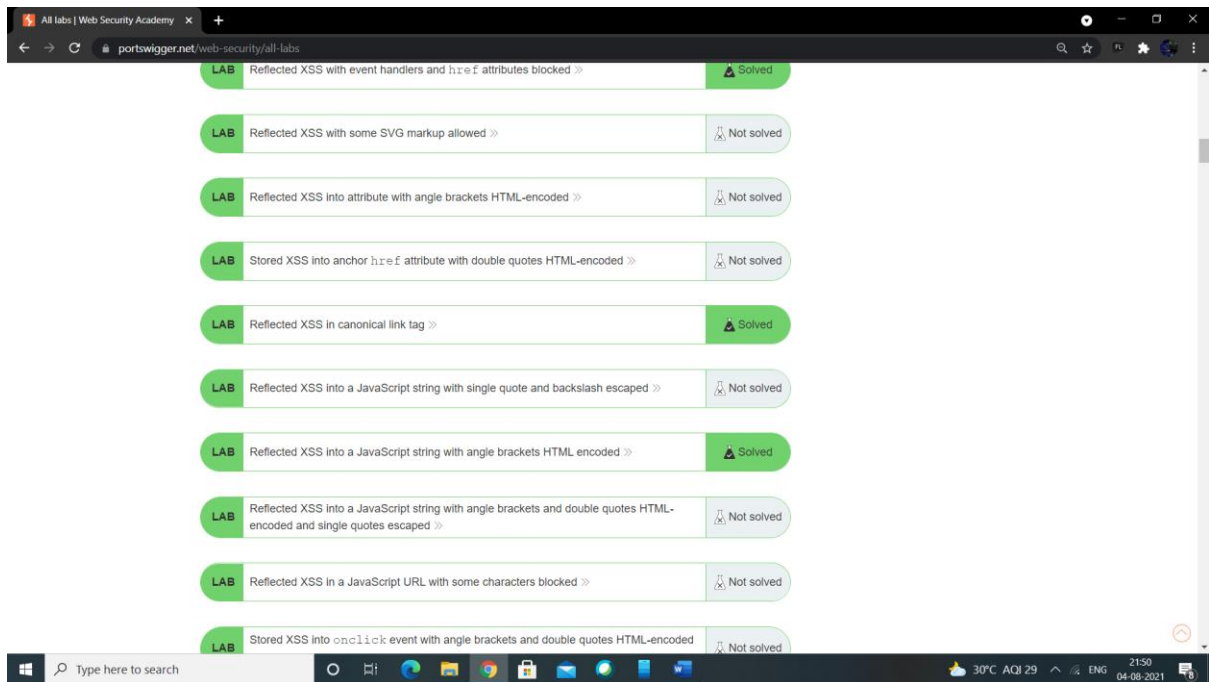 All labs | Web Security Academy
portswigger.net/web-security/all-labs
LAB Reflected XSS with event handlers and href attributes blocked Solved
LAB Reflected XSS with some SVG markup allowed Not solved
LAB Reflected XSS into attribute with angle brackets HTML-encoded Not solved
LAB Stored XSS into anchor href attribute with double quotes HTML-encoded Not solved
LAB Reflected XSS in canonical link tag Solved
LAB Reflected XSS into a JavaScript string with single quote and backslash escaped Not solved
LAB Reflected XSS into a JavaScript string with angle brackets HTML encoded Solved
LAB Reflected XSS into a JavaScript string with angle brackets and double quotes HTML-
encoded and single quotes escaped Not solved
LAB Reflected XSS in a JavaScript URL with some characters blocked Not solved
LAB Stored XSS into onclick event with angle brackets and double quotes HTML-encoded Not solved
Type here to search
30°C AQI 29 ENG 21:50
04-08-2021